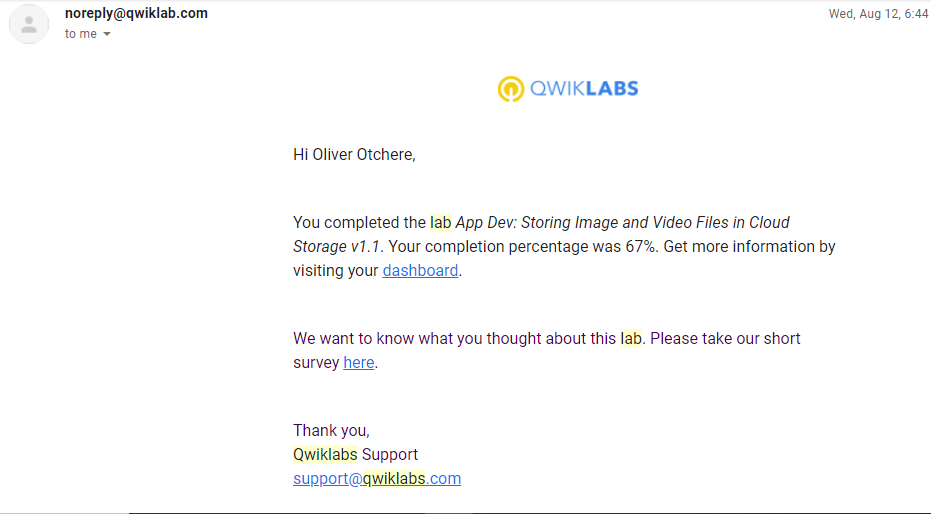 noreply@qwiklab.com
Wed, Aug 12, 6:44
to me
QWIKLABS
Hi Oliver Otchere,
You completed the lab App Dev: Storing Image and Video Files in Cloud
Storage v1.1. Your completion percentage was 67%. Get more information by
visiting your dashboard.
We want to know what you thought about this lab. Please take our short
survey here.
Thank you,
Qwiklabs Support
support@qwiklabs.com